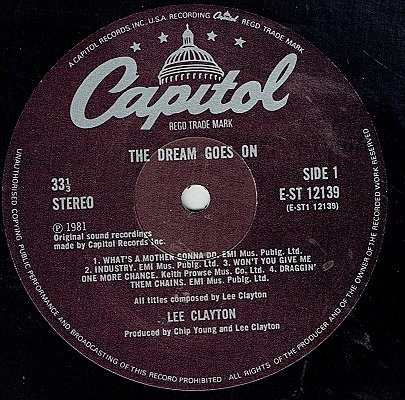 A CAPITOL RECORDS, INC. U.S.A. RECORDING
Capitol
REGD TRADE MARK
Capitol
REGD TRADE MARK
THE DREAM GOES ON
33⅓
STEREO
SIDE 1
E-ST 12139
(E-ST1 12139)
Ⓟ 1981
Original sound recordings
made by Capitol Records Inc.
1. WHAT'S A MOTHER GONNA DO. EMI Mus. Publg. Ltd.
2. INDUSTRY. EMI Mus. Publg. Ltd. 3. WON'T YOU GIVE ME
ONE MORE CHANCE. Keith Prowse Mus. Co. 4. DRAGGIN'
THEM CHAINS. EMI Mus. Publg. Ltd.
All titles composed by Lee Clayton
LEE CLAYTON
Produced by Chip Young and Lee Clayton
UNAUTHORISED COPYING PUBLIC PERFORMANCE AND BROADCASTING OF THIS RECORD PROHIBITED ALL RIGHTS OF THE PRODUCER AND OF THE OWNER OF THE RECORDED WORK RESERVED